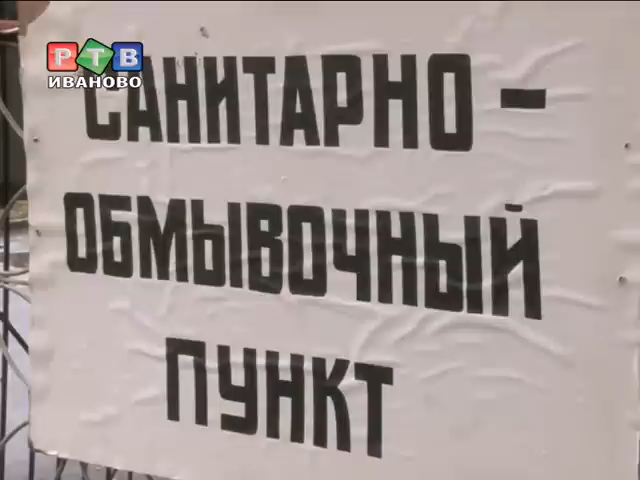 РТВ
ИВАНОВО
САНИТАРНО-
ОБМЫВОЧНЫЙ
ПУНКТ